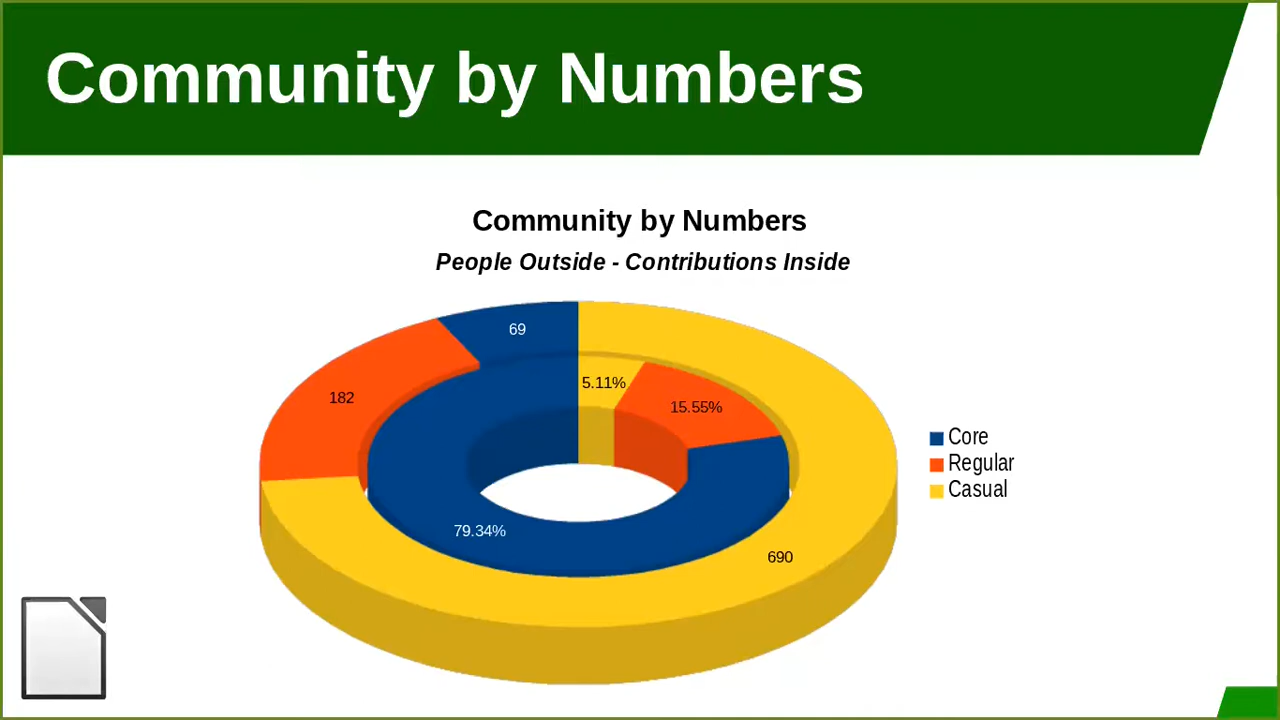 Community by Numbers
Community by Numbers
People Outside - Contributions Inside
69
182
5.11%
15.55%
79.34%
690
Core
Regular
Casual